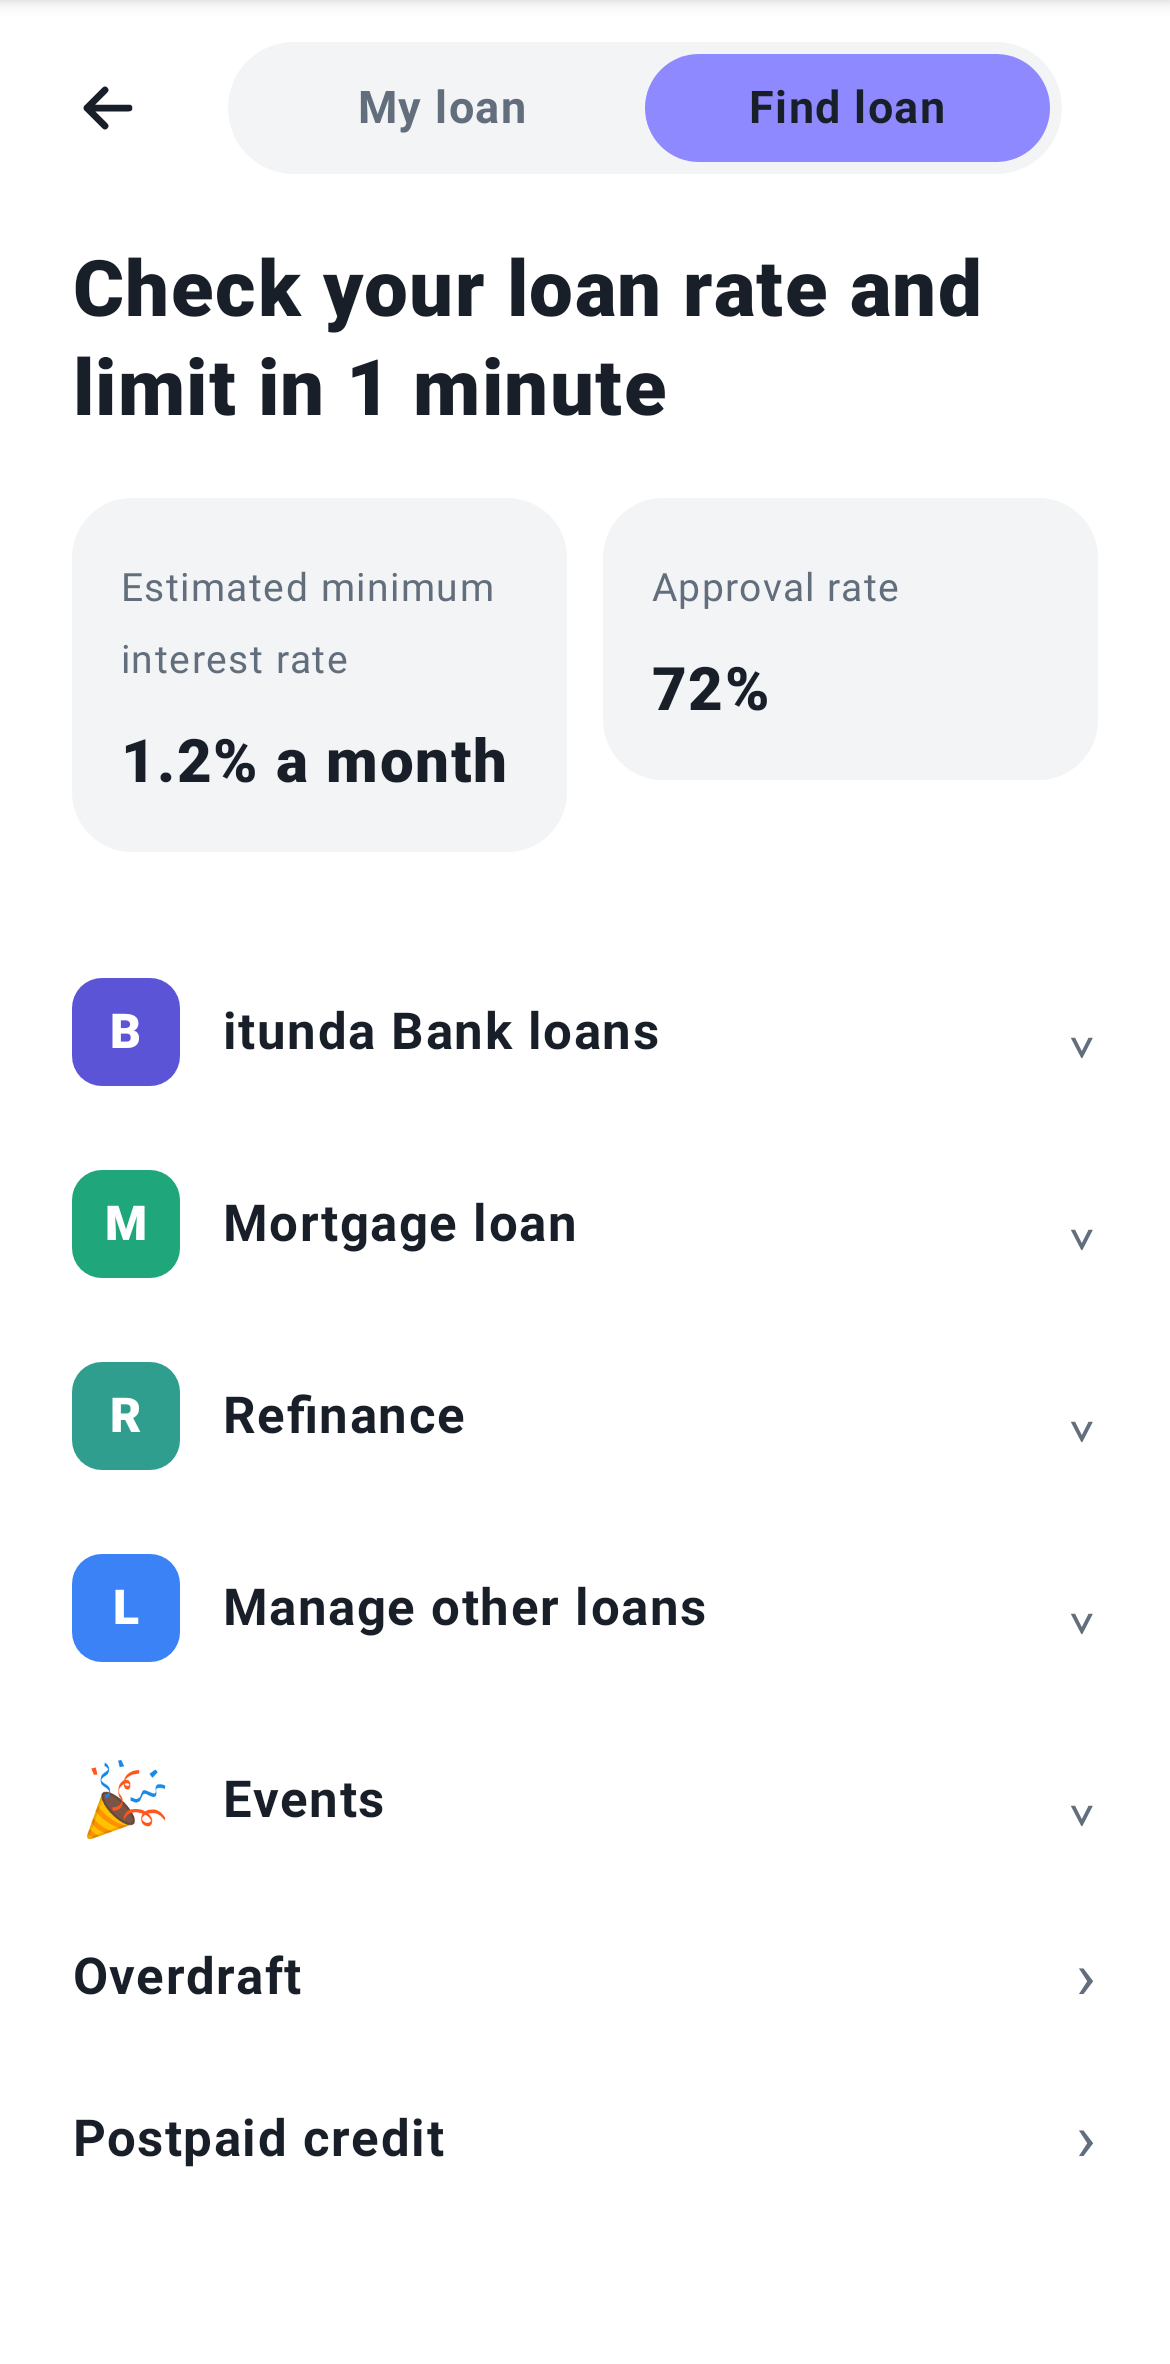 My loan
Find loan
Check your loan rate and
limit in 1 minute
Estimated minimum
interest rate
1.2% a month
Approval rate
72%
B
itunda Bank loans
M
Mortgage loan
R
Refinance
L
Manage other loans
Events
Overdraft
Postpaid credit